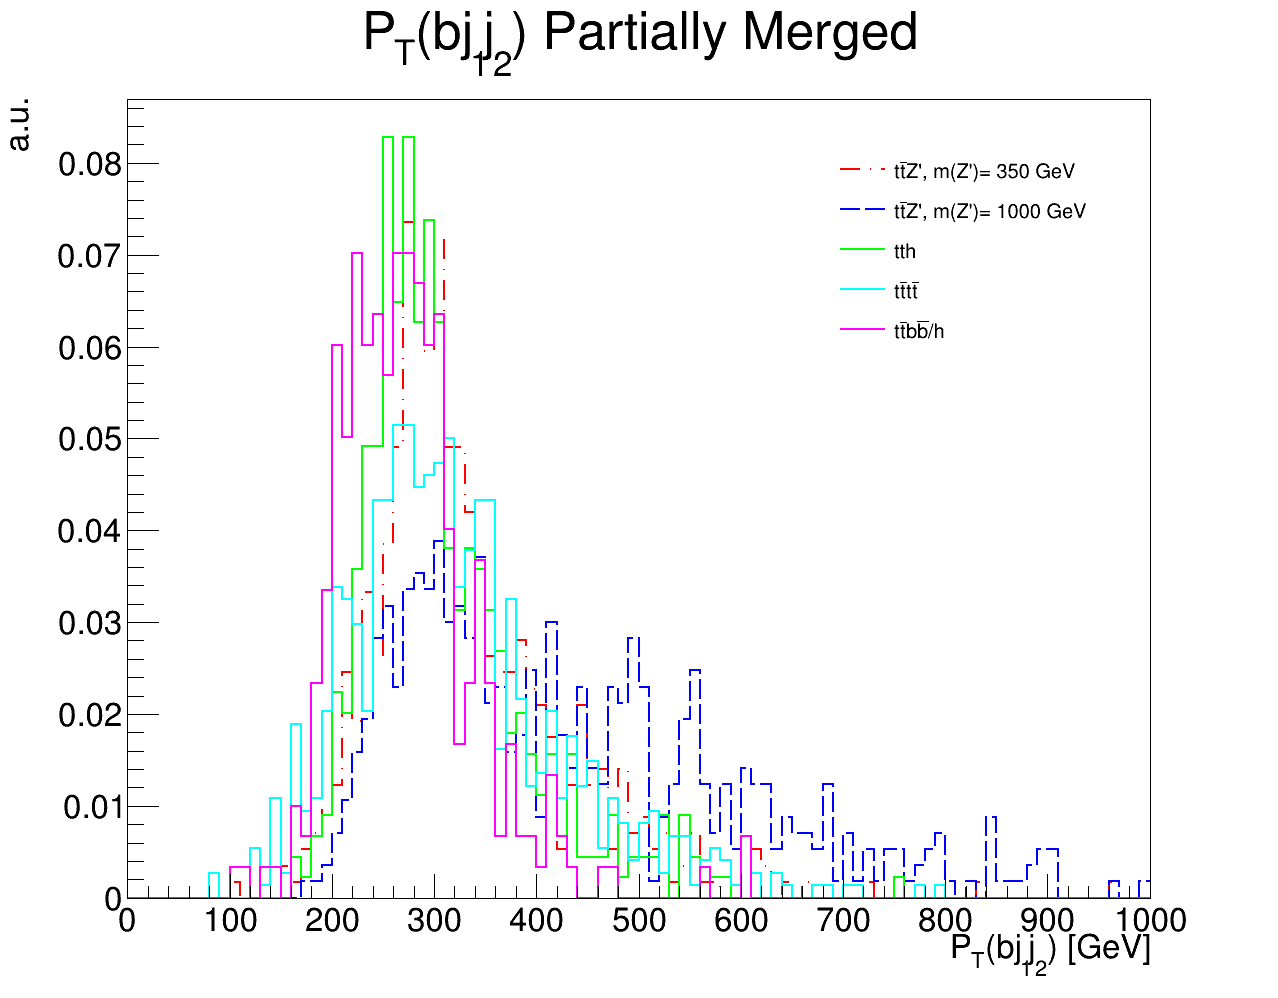 P_T(bj_1j_2) Partially Merged
a.u.
0.08
0.07
0.06
0.05
0.04
0.03
0.02
0.01
0
tt̄Z', m(Z')= 350 GeV
tt̄Z', m(Z')= 1000 GeV
tth
tt̄tt̄
tt̄bb̄/h
0 100 200 300 400 500 600 700 800 900 1000
P_T(bj_1j_2) [GeV]